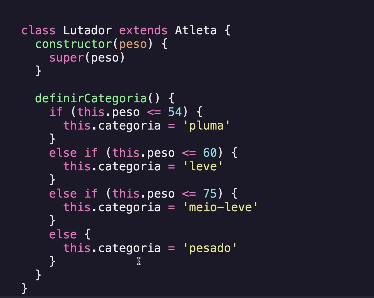 class Lutador extends Atleta {
  constructor(peso) {
    super(peso)
  }

  definirCategoria() {
    if (this.peso <= 54) {
      this.categoria = 'pluma'
    }
    else if (this.peso <= 60) {
      this.categoria = 'leve'
    }
    else if (this.peso <= 75) {
      this.categoria = 'meio-leve'
    }
    else {
      this.categoria = 'pesado'
    }
  }
}